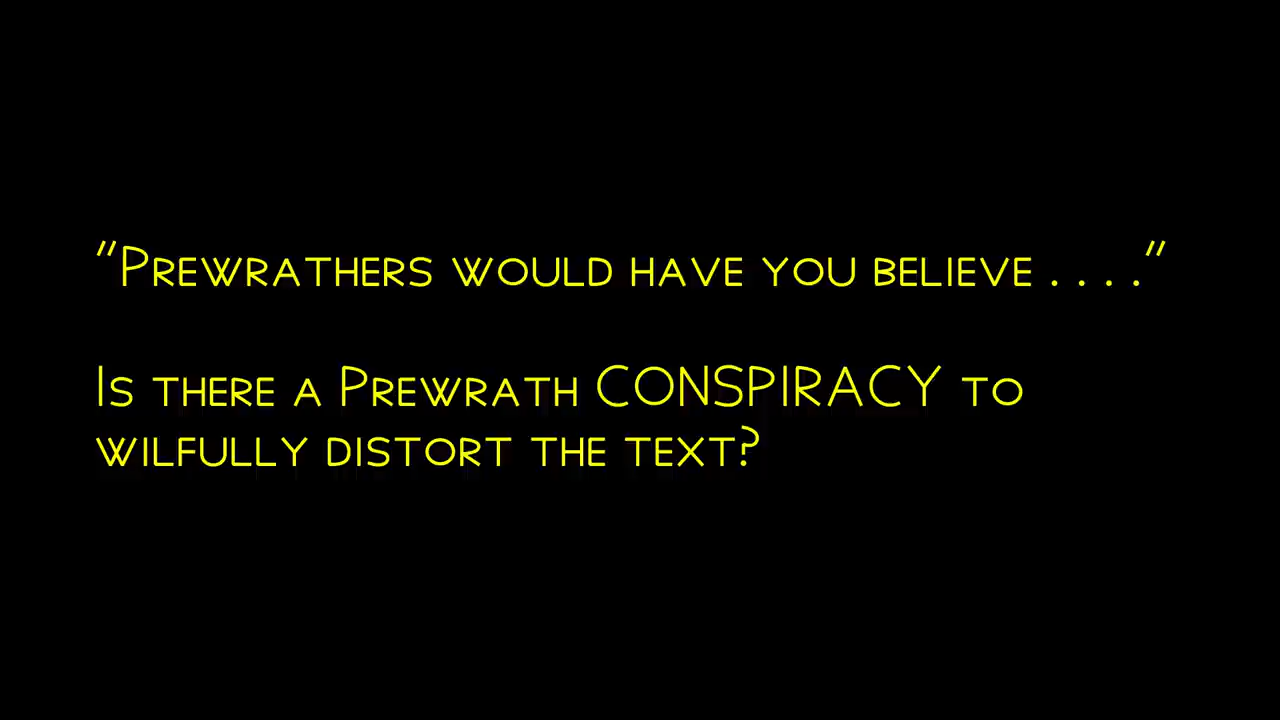 "Prewrathers would have you believe . . . ."
Is there a Prewrath CONSPIRACY to
wilfully distort the text?